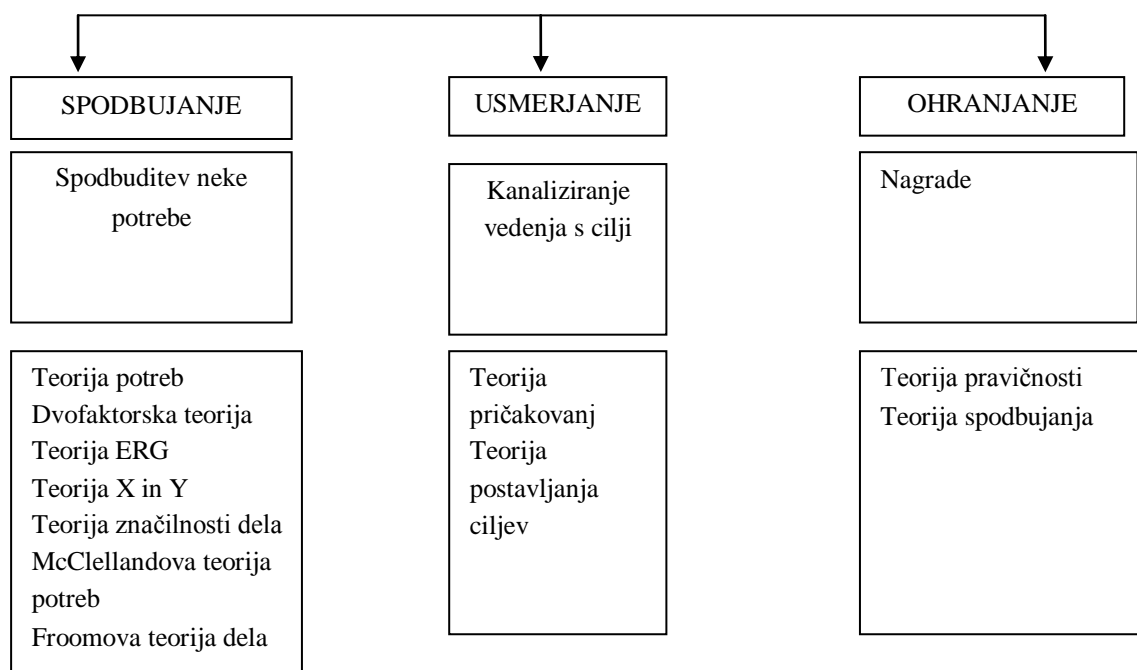 SPODBUJANJE
Spodbuditev neke
potrebe
Teorija potreb
Dvofaktorska teorija
Teorija ERG
Teorija X in Y
Teorija značilnosti dela
McClellandova teorija
potreb
Froomova teorija dela
USMERJANJE
Kanaliziranje
vedenja s cilji
Teorija
pričakovanj
Teorija
postavljanja
ciljev
OHRANJANJE
Nagrade
Teorija pravičnosti
Teorija spodbujanja